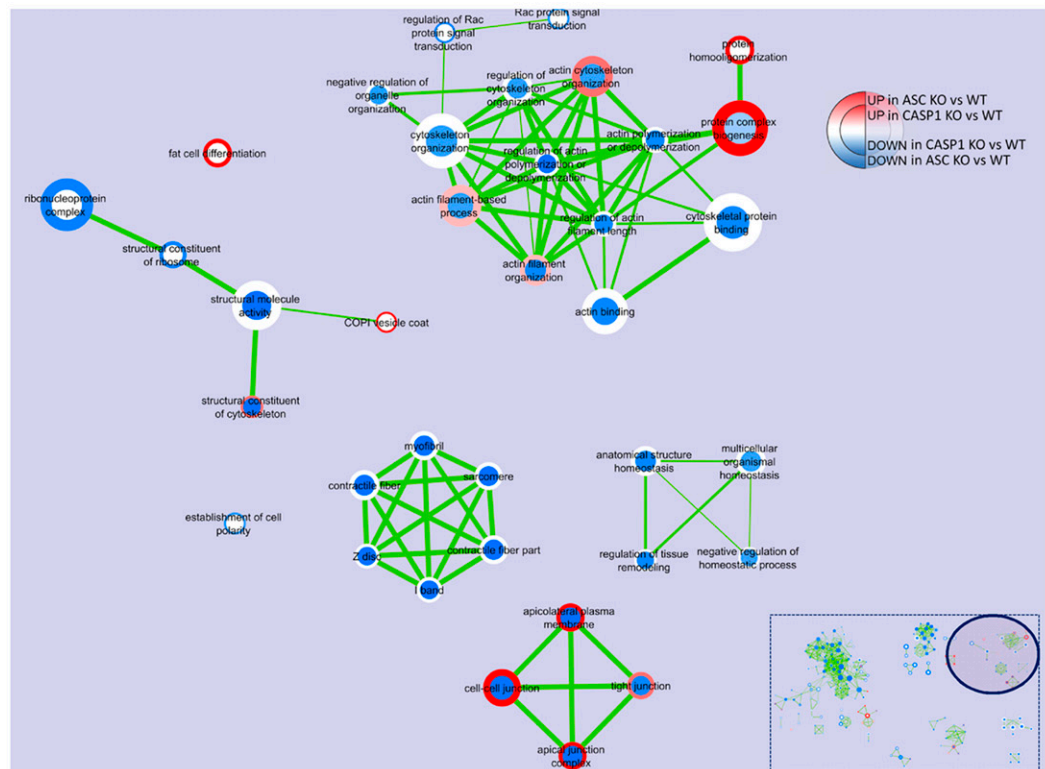 Rac protein signal
transduction
regulation of Rac
protein signal
transduction
protein
homooligomerization
actin cytoskeleton
organization
regulation of
cytoskeleton
organization
negative regulation of
organelle
organization
UP in ASC KO vs WT
UP in CASP1 KO vs WT
DOWN in CASP1 KO vs WT
DOWN in ASC KO vs WT
protein complex
biogenesis
cytoskeleton
organization
actin polymerization
or depolymerization
regulation of actin
polymerization or
depolymerization
fat cell differentiation
ribonucleoprotein
complex
actin filament-based
process
regulation of actin
filament length
cytoskeletal protein
binding
structural constituent
of ribosome
actin filament
organization
structural molecule
activity
actin binding
COPI vesicle coat
structural constituent
of cytoskeleton
myofibril
sarcomere
contractile fiber
anatomical structure
homeostasis
multicellular
organismal
homeostasis
establishment of cell
polarity
Z disc
contractile fiber part
I band
regulation of tissue
remodeling
negative regulation of
homeostatic process
apicolateral plasma
membrane
cell-cell junction
tight junction
apical junction
complex